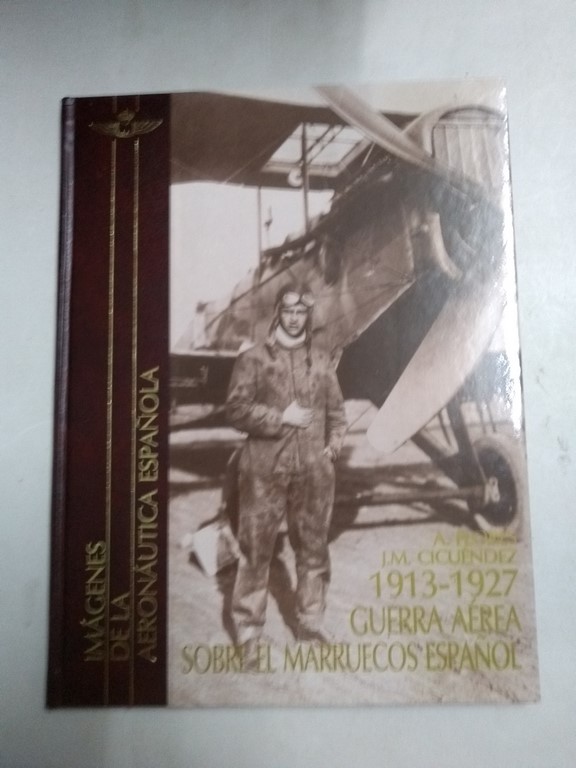 IMÁGENES
DE LA
AERONÁUTICA ESPAÑOLA
A.
J.M. CICUÉNDEZ
1913-1927
GUERRA AÉREA
SOBRE EL MARRUECOS ESPAÑOL